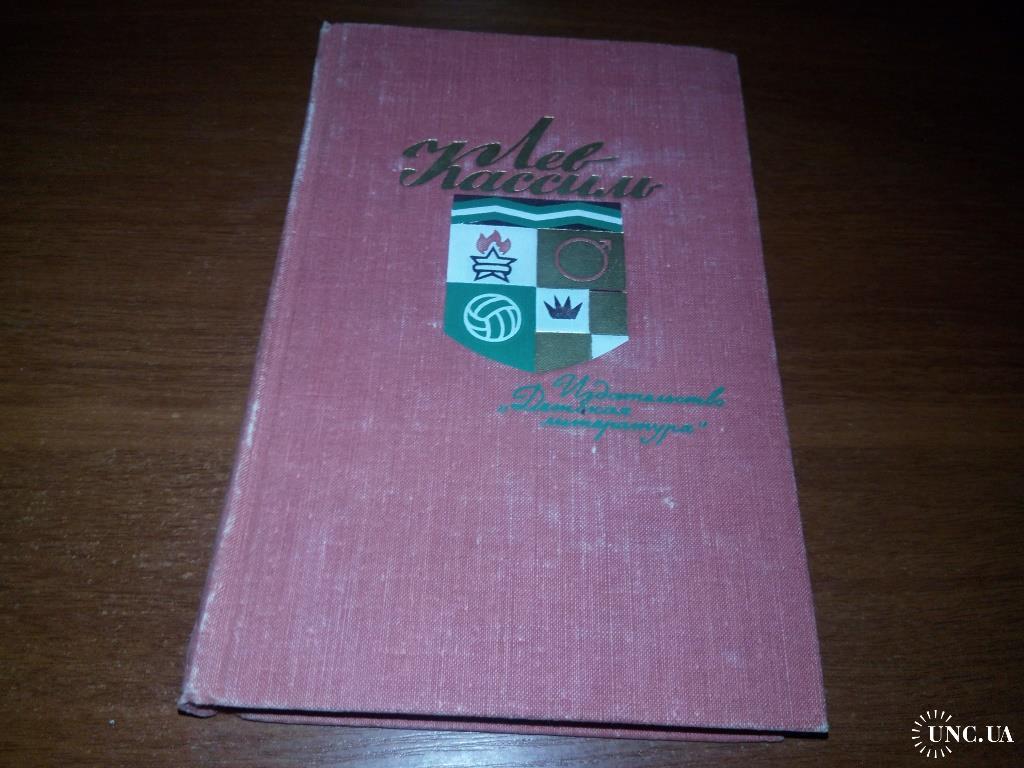 Лев
Кассиль
Издательство
„Детская
литература"
UNC.UA